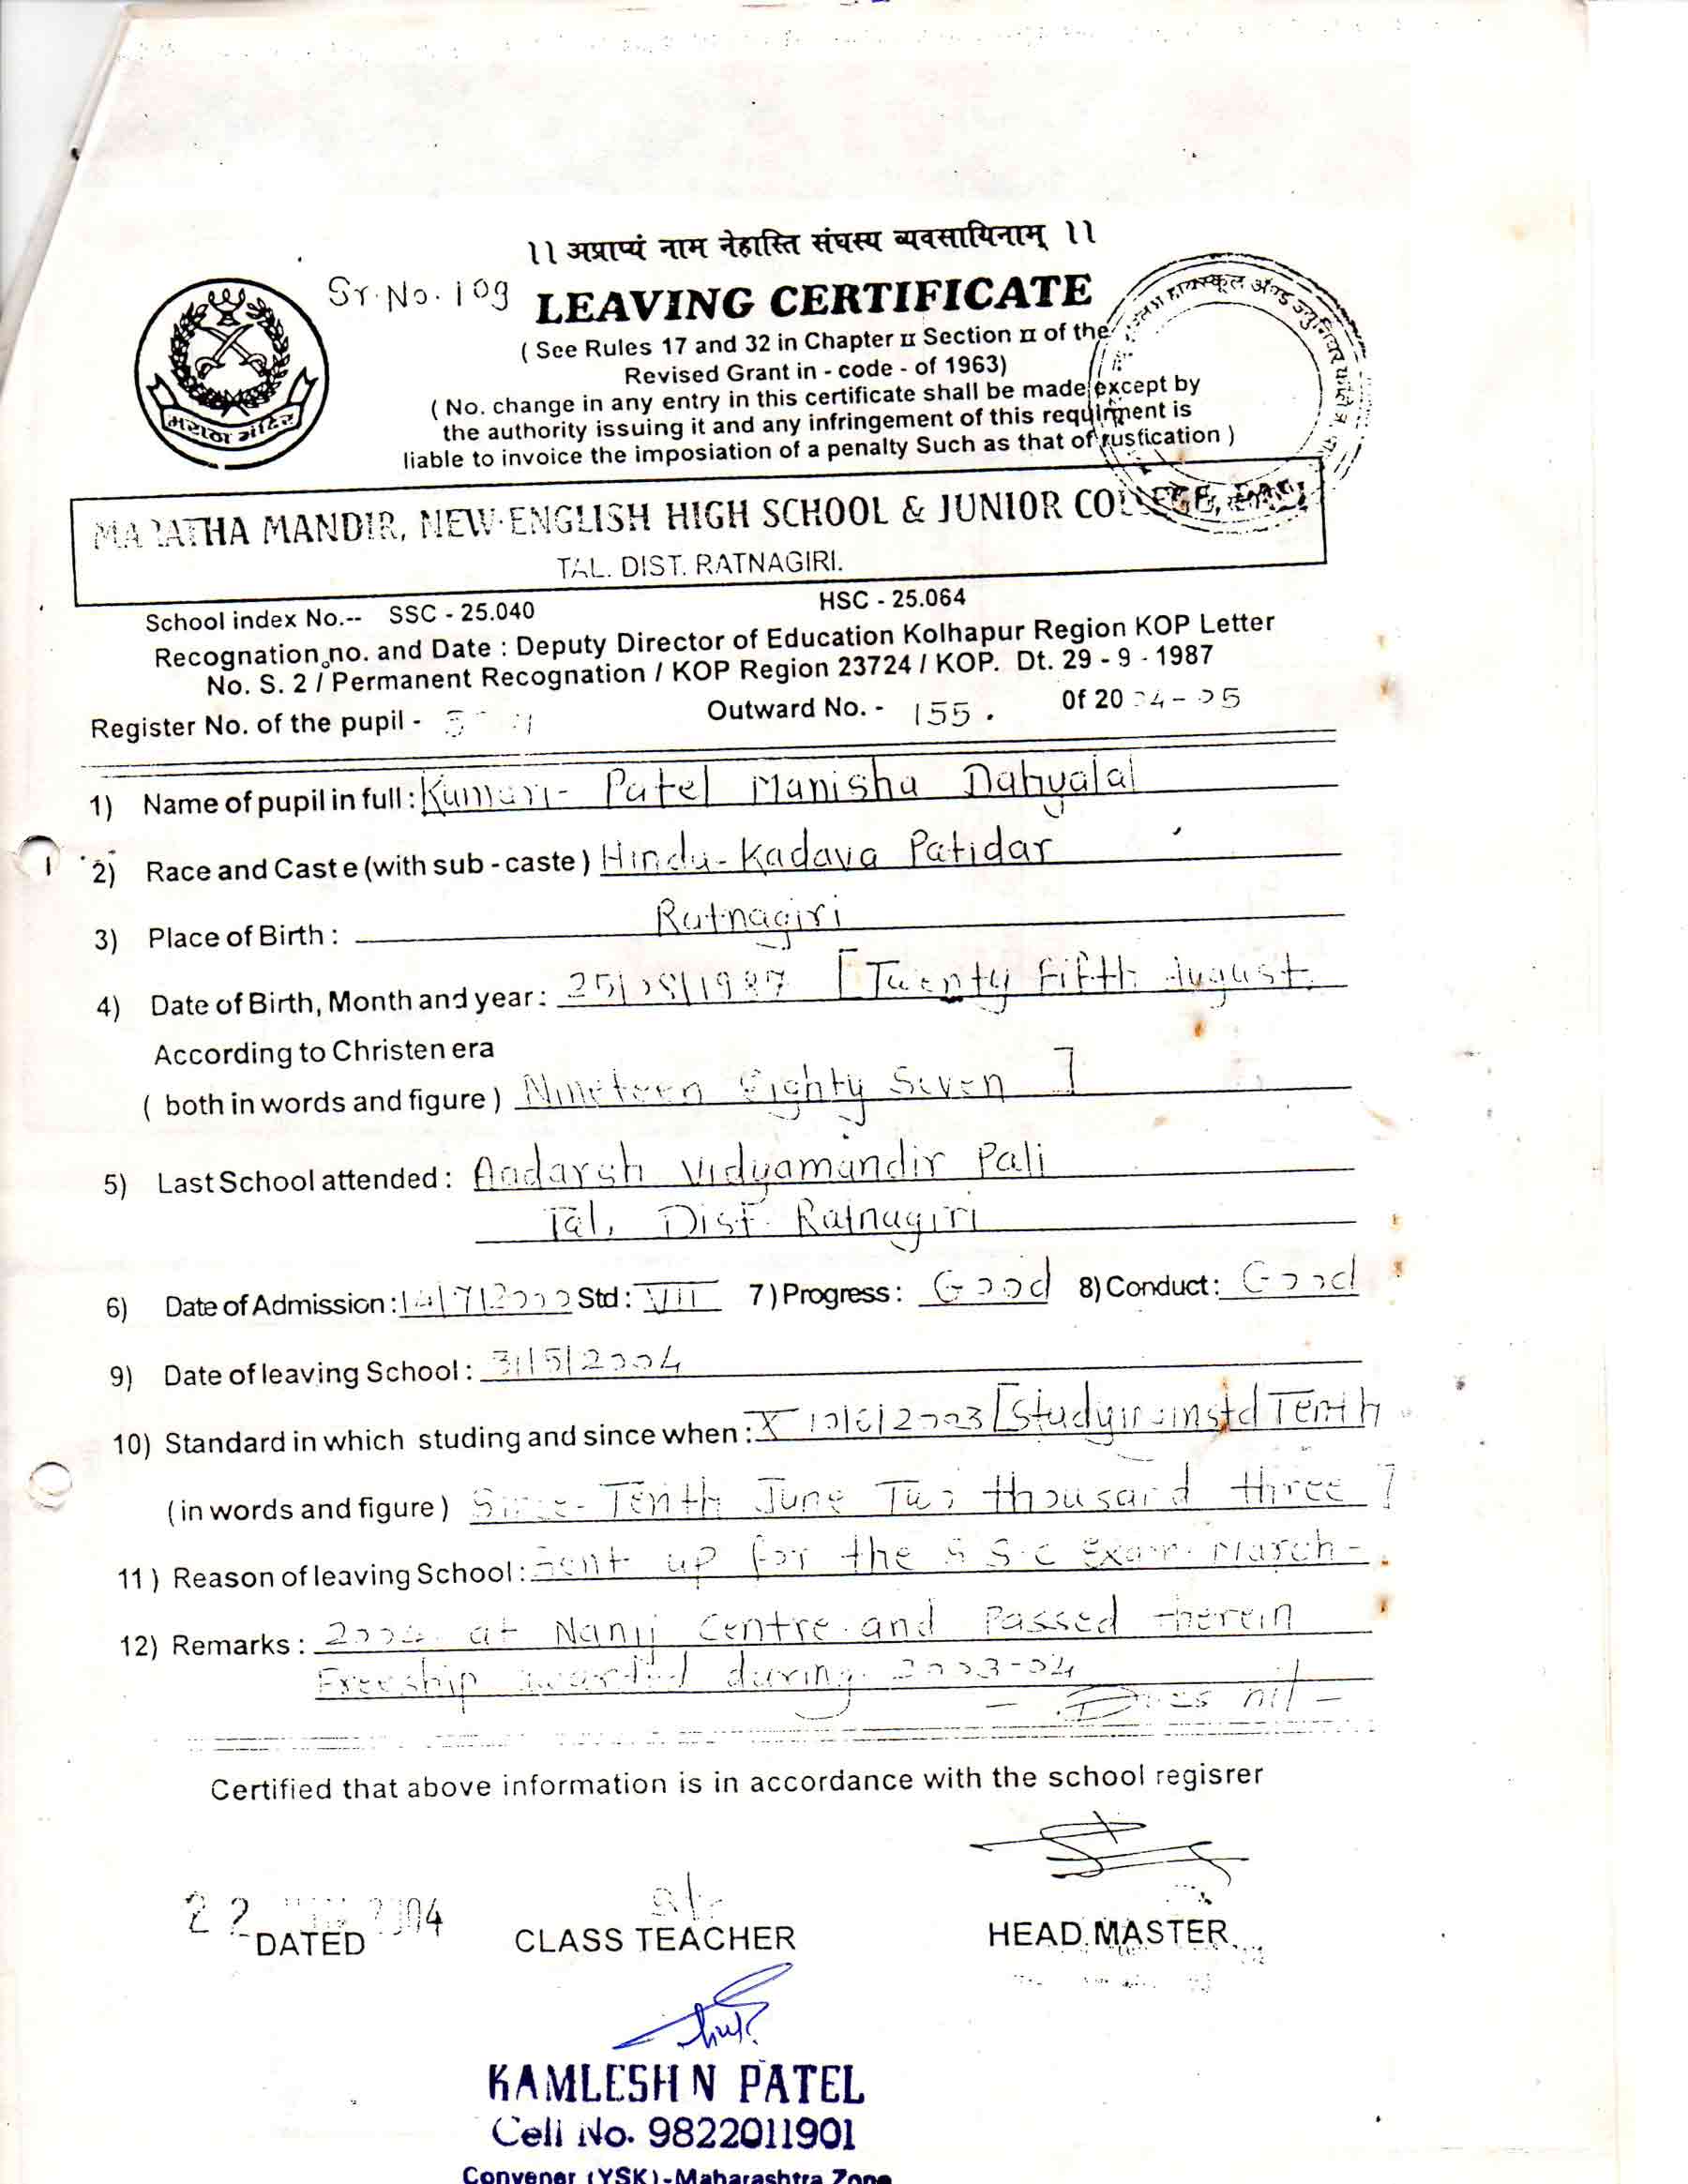 ।। अप्राप्यं नाम नेहास्ति संघस्य व्यवसायिनाम् ।।
Sr. No. 109
LEAVING CERTIFICATE
( See Rules 17 and 32 in Chapter II Section II of the
Revised Grant in - code - of 1963)
( No. change in any entry in this certificate shall be made except by
the authority issuing it and any infringement of this requirment is
liable to invoice the imposiation of a penalty Such as that of rustication )
मराठा मंदिर
हायस्कूल अॅण्ड ज्युनियर
MARATHA MANDIR, NEW ENGLISH HIGH SCHOOL & JUNIOR COLLEGE, PALI
TAL. DIST. RATNAGIRI.
School index No.-- SSC - 25.040 HSC - 25.064
Recognation no. and Date : Deputy Director of Education Kolhapur Region KOP Letter
No. S. 2 / Permanent Recognation / KOP Region 23724 / KOP. Dt. 29 - 9 - 1987
Register No. of the pupil - Outward No. - 155. Of 2004-05
1) Name of pupil in full : Kumari- Patel Manisha Dahyalal
2) Race and Cast e (with sub - caste ) Hindu- Kadava Patidar
3) Place of Birth : Ratnagiri
4) Date of Birth, Month and year : 25/08/1987 [ Twenty Fifth August
According to Christen era
( both in words and figure ) Nineteen Eighty Seven ]
5) Last School attended : Aadarsh Vidyamandir Pali
Tal, Dist. Ratnagiri
6) Date of Admission : Std : VIII 7 ) Progress : Good 8) Conduct : Good
9) Date of leaving School : 31/5/2004
10) Standard in which studing and since when : X 10/6/2003 [ Studying in std Tenth
( in words and figure ) Since- Tenth June Two thousand three ]
11 ) Reason of leaving School : Sent up for the S S.C Exam. March-
12) Remarks : 2004 at Nanij Centre and Passed therein
Freeship awarded during 2003-04
- Dues nil -
Certified that above information is in accordance with the school regisrer
22 2004
DATED CLASS TEACHER HEAD MASTER
KAMLESH N PATEL
Cell No. 9822011901
Convener (YSK)-Maharashtra Zone